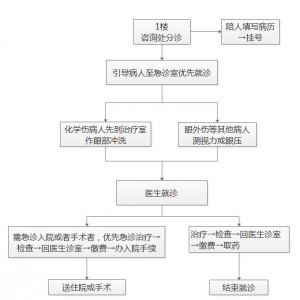 1楼
咨询处分诊
陪人填写病历
→挂号
引导病人至急诊室优先就诊
化学伤病人先到治疗室
作眼部冲洗
眼外伤等其他病人
测视力或眼压
医生就诊
需急诊入院或者手术者，优先急诊治疗→
检查→回医生诊室→缴费→办入院手续
治疗→检查→回医生诊室
→缴费→取药
送住院或手术
结束就诊